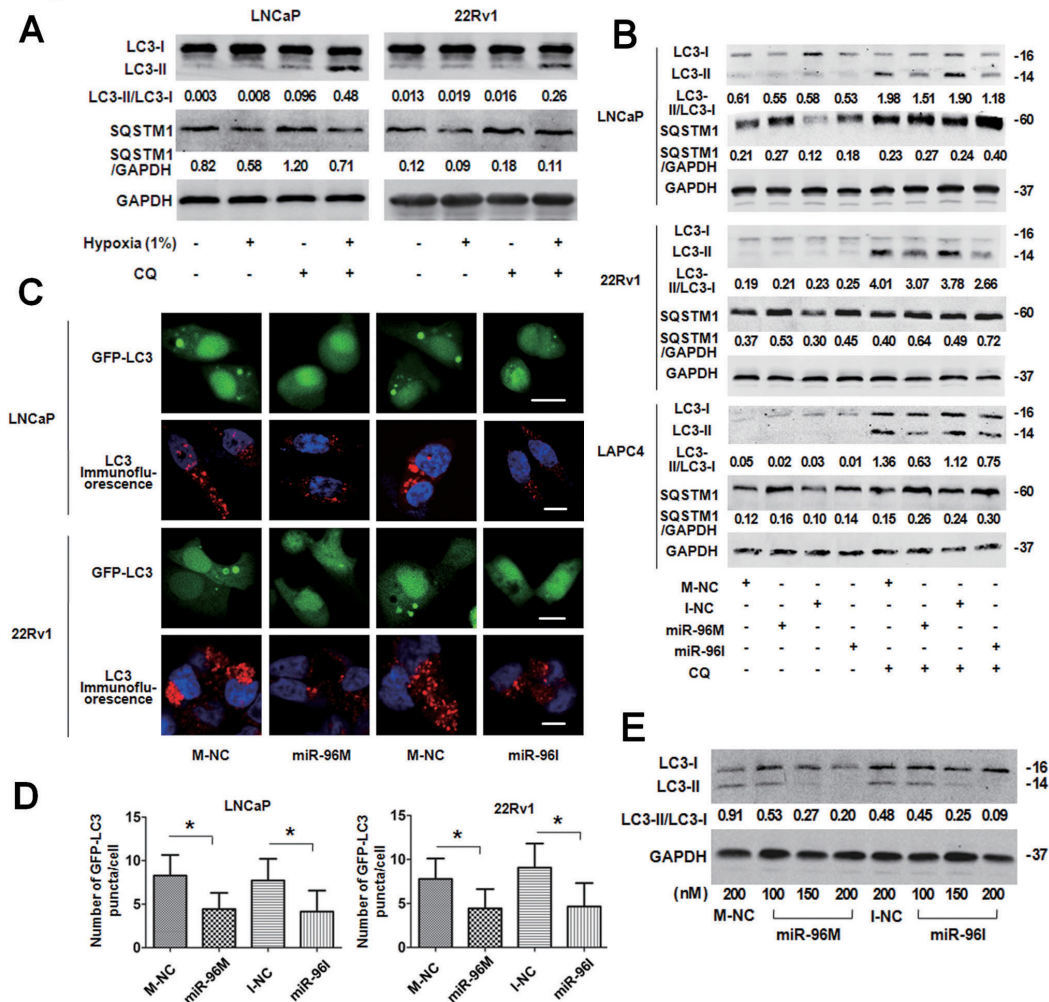 A
LNCaP 22Rv1
LC3-I
LC3-II
LC3-II/LC3-I 0.003 0.008 0.096 0.48 0.013 0.019 0.016 0.26
SQSTM1
SQSTM1
/GAPDH 0.82 0.58 1.20 0.71 0.12 0.09 0.18 0.11
GAPDH
Hypoxia (1%) - + - + - + - +
CQ - - + + - - + +
B
LNCaP
LC3-I -16
LC3-II -14
LC3-
II/LC3-I 0.61 0.55 0.58 0.53 1.98 1.51 1.90 1.18
SQSTM1 -60
SQSTM1
/GAPDH 0.21 0.27 0.12 0.18 0.23 0.27 0.24 0.40
GAPDH -37
22Rv1
LC3-I -16
LC3-II -14
LC3-
II/LC3-I 0.19 0.21 0.23 0.25 4.01 3.07 3.78 2.66
SQSTM1 -60
SQSTM1
/GAPDH 0.37 0.53 0.30 0.45 0.40 0.64 0.49 0.72
GAPDH -37
LAPC4
LC3-I -16
LC3-II -14
LC3-
II/LC3-I 0.05 0.02 0.03 0.01 1.36 0.63 1.12 0.75
SQSTM1 -60
SQSTM1
/GAPDH 0.12 0.16 0.10 0.14 0.15 0.26 0.24 0.30
GAPDH -37
M-NC + - - - + - - -
I-NC - - + - - - + -
miR-96M - + - - - + - -
miR-96I - - - + - - - +
CQ - - - - + + + +
C
LNCaP
GFP-LC3
LC3
Immunoflu-
orescence
22Rv1
GFP-LC3
LC3
Immunoflu-
orescence
M-NC miR-96M M-NC miR-96I
D
LNCaP
Number of GFP-LC3
puncta/cell
15
10
5
0
* *
M-NC miR-96M I-NC miR-96I
22Rv1
Number of GFP-LC3
puncta/cell
15
10
5
0
* *
M-NC miR-96M I-NC miR-96I
E
LC3-I -16
LC3-II -14
LC3-II/LC3-I 0.91 0.53 0.27 0.20 0.48 0.45 0.25 0.09
GAPDH -37
(nM) 200 100 150 200 200 100 150 200
M-NC miR-96M I-NC miR-96I